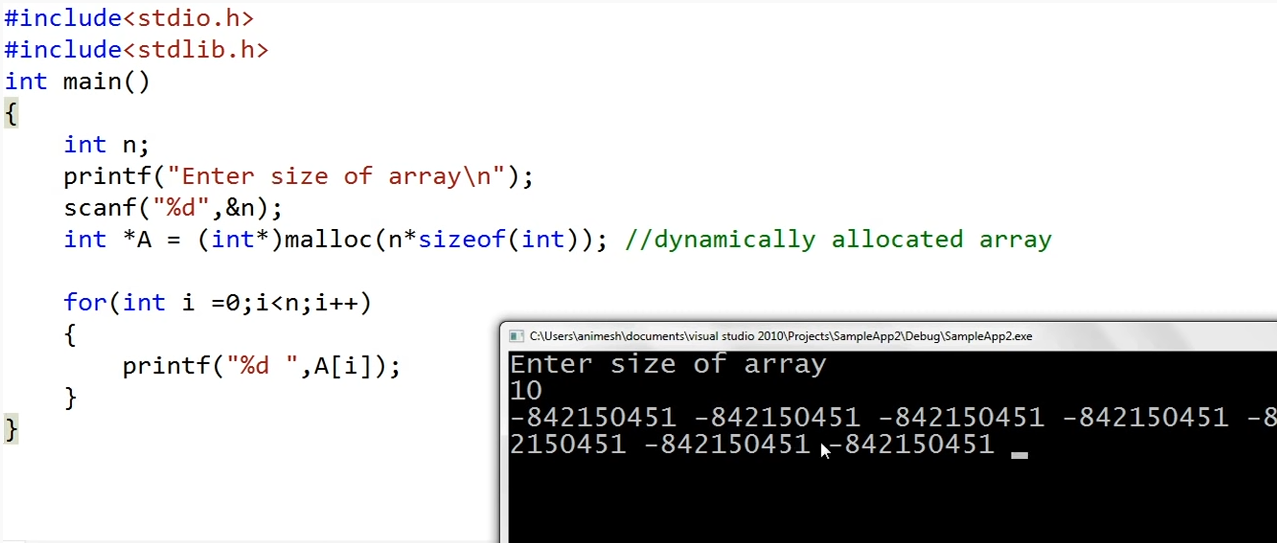 #include<stdio.h>
#include<stdlib.h>
int main()
{
    int n;
    printf("Enter size of array\n");
    scanf("%d",&n);
    int *A = (int*)malloc(n*sizeof(int)); //dynamically allocated array
    for(int i =0;i<n;i++)
    {
        printf("%d ",A[i]);
    }
}
C:\Users\animesh\documents\visual studio 2010\Projects\SampleApp2\Debug\SampleApp2.exe
Enter size of array
10
-842150451 -842150451 -842150451 -842150451 -8
2150451 -842150451 -842150451